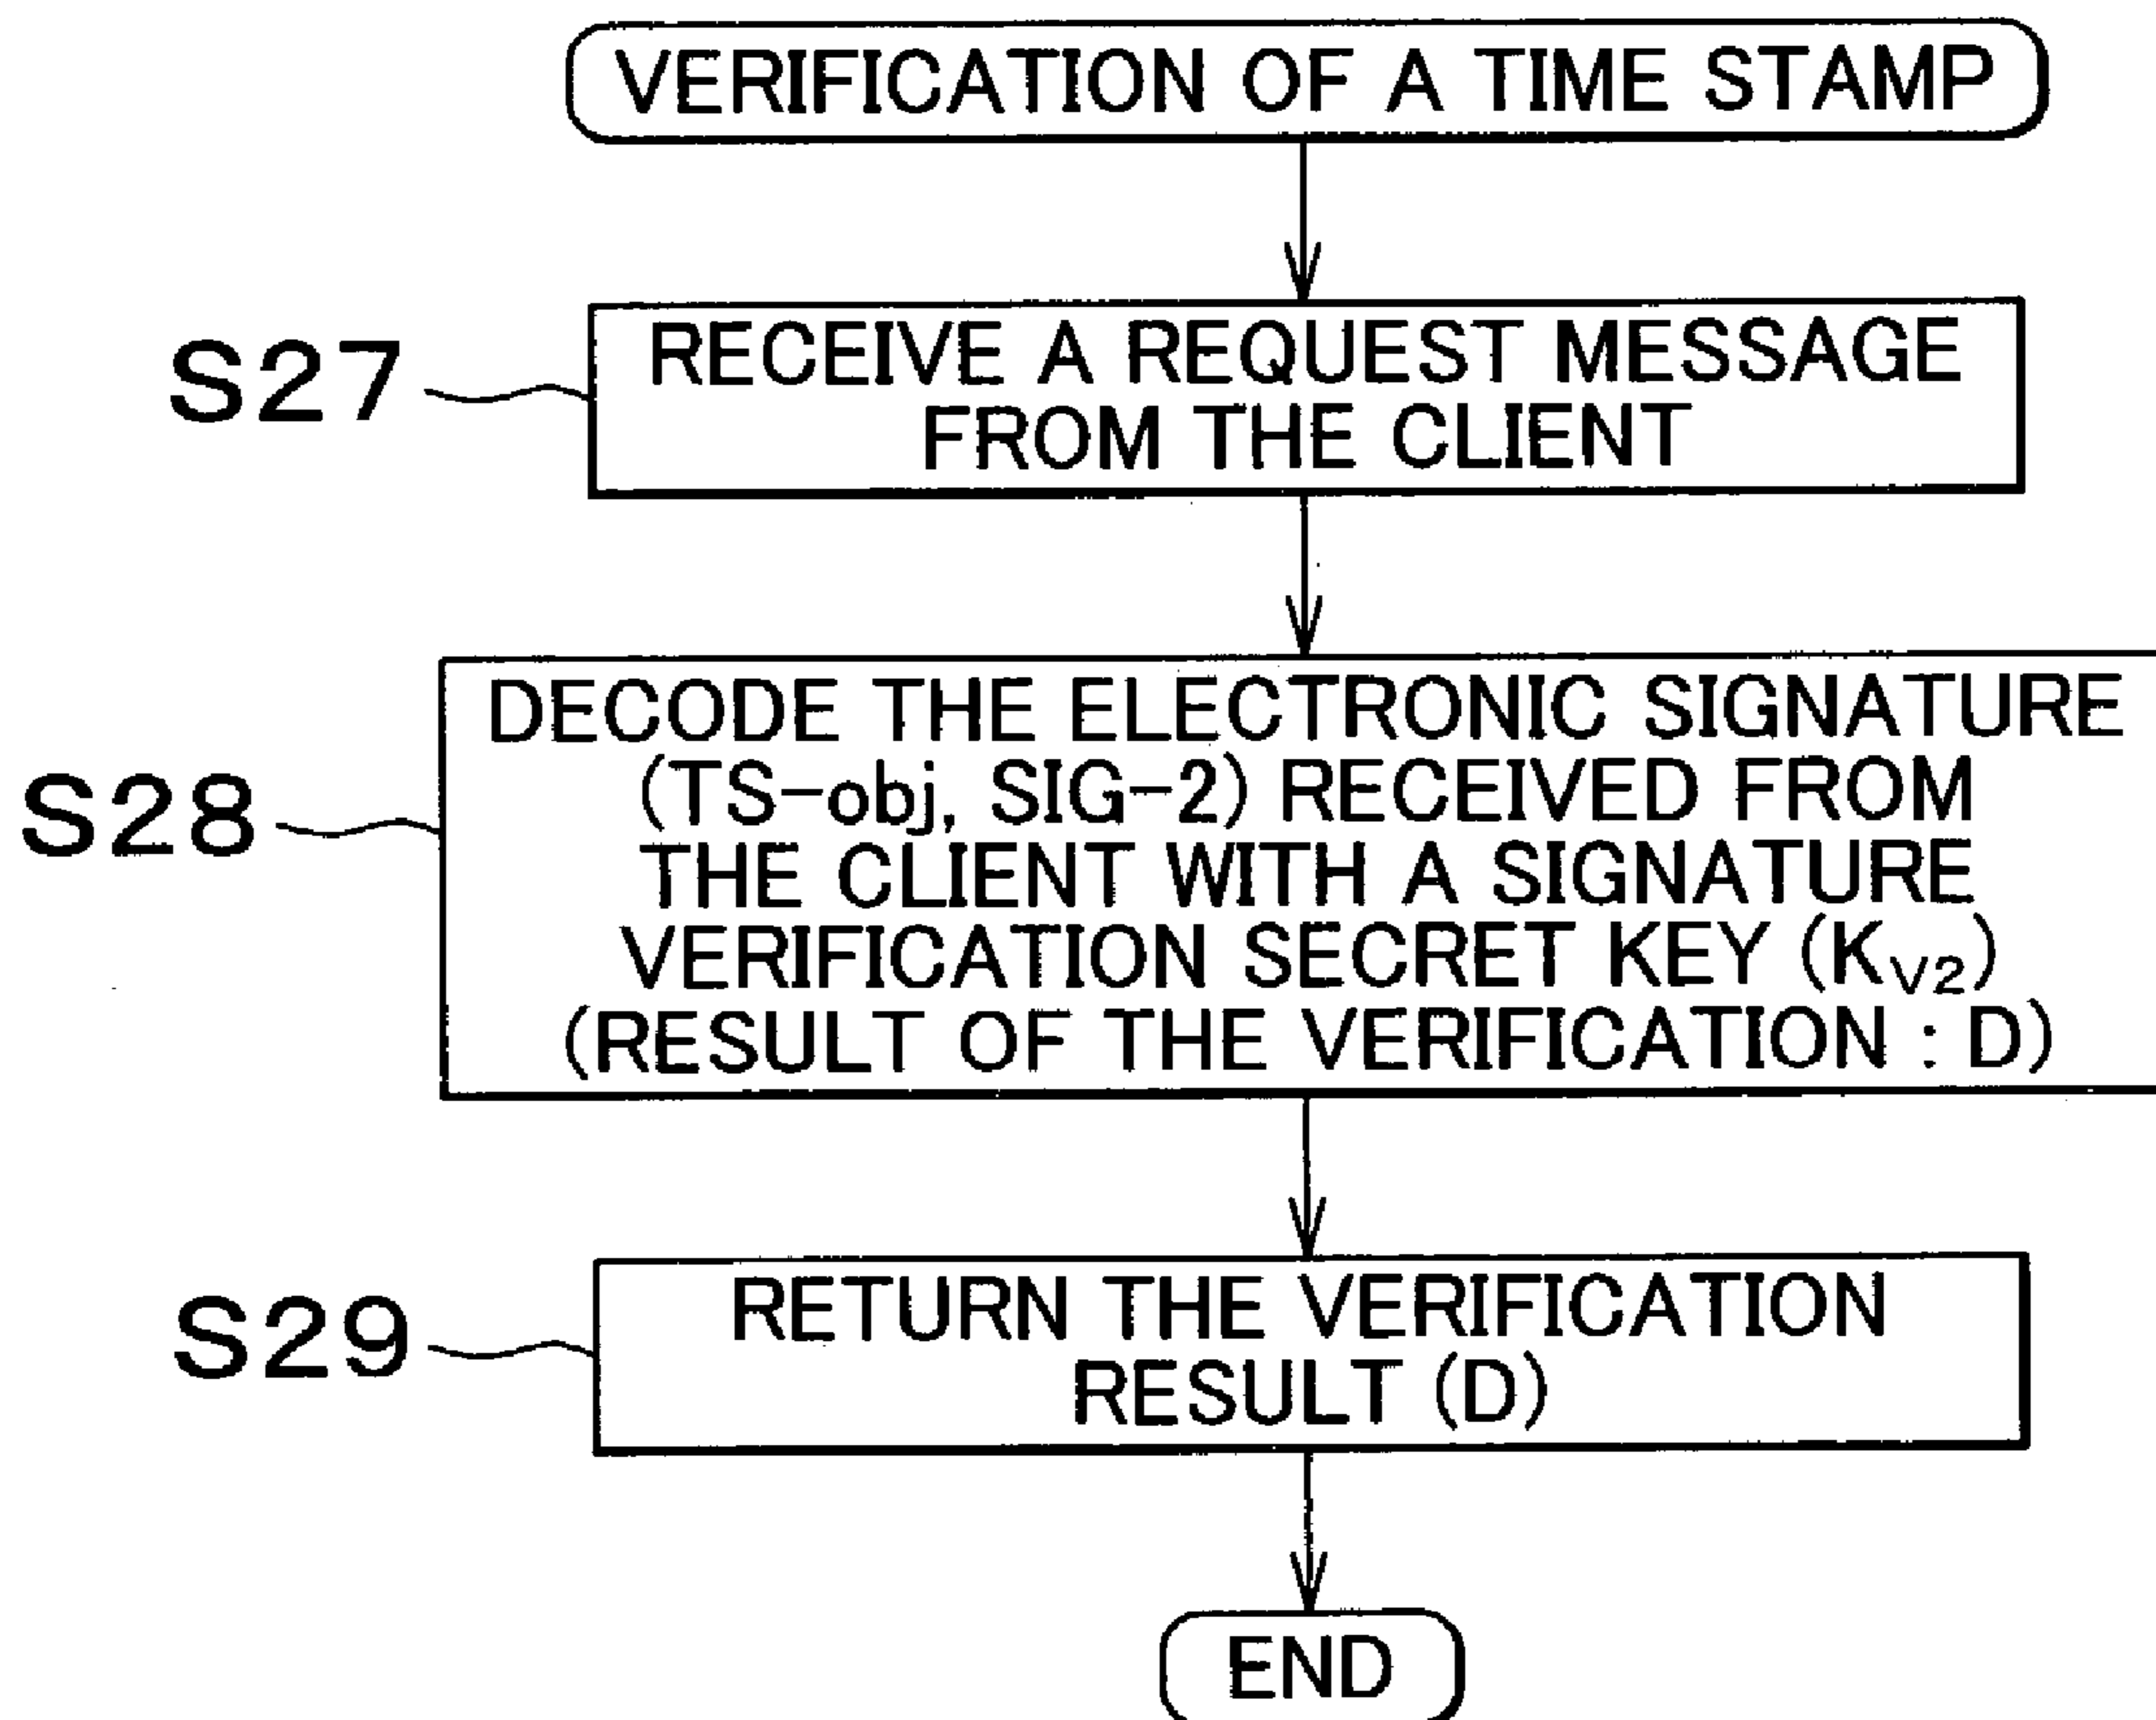 VERIFICATION OF A TIME STAMP
S27
RECEIVE A REQUEST MESSAGE
FROM THE CLIENT
S28
DECODE THE ELECTRONIC SIGNATURE
(TS-obj, SIG-2) RECEIVED FROM
THE CLIENT WITH A SIGNATURE
VERIFICATION SECRET KEY (KV2)
(RESULT OF THE VERIFICATION : D)
S29
RETURN THE VERIFICATION
RESULT (D)
END